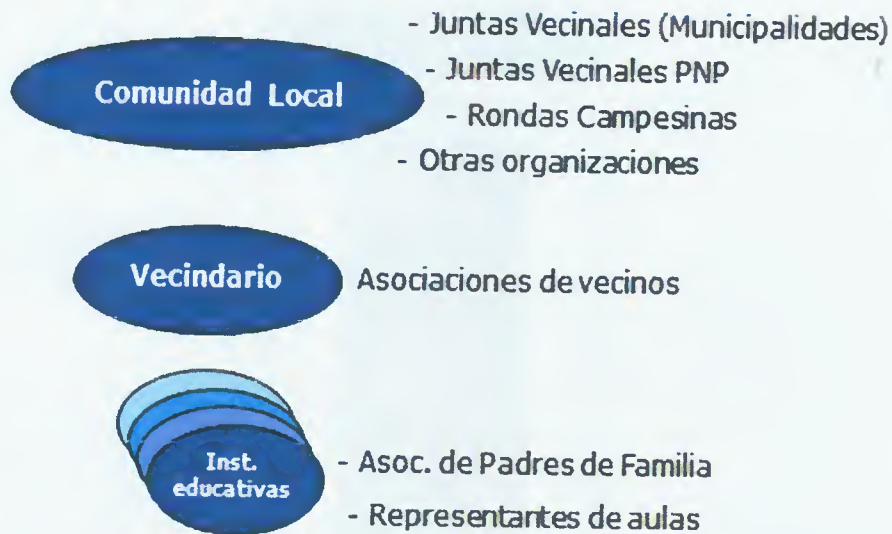 - Juntas Vecinales (Municipalidades)
Comunidad Local
- Juntas Vecinales PNP
- Rondas Campesinas
- Otras organizaciones
Vecindario
Asociaciones de vecinos
Inst.
educativas
- Asoc. de Padres de Familia
- Representantes de aulas